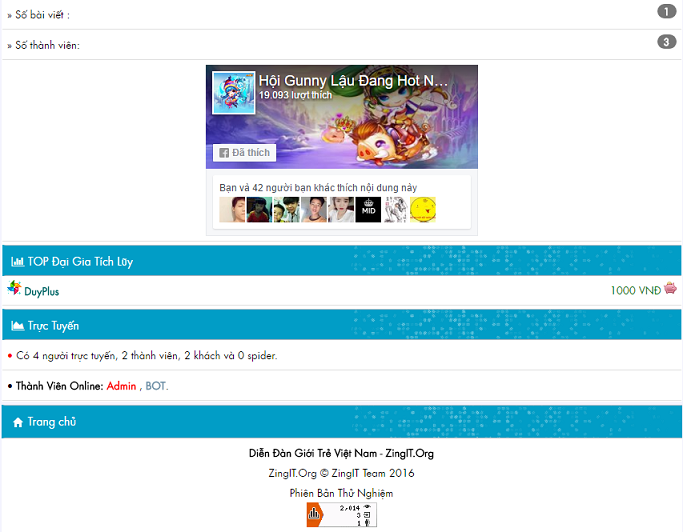 » Số bài viết :
1
» Số thành viên:
3
Hội Gunny Lậu Đang Hot N...
19.093 lượt thích
Đã thích
Bạn và 42 người bạn khác thích nội dung này
MID
TOP Đại Gia Tích Lũy
DuyPlus
1000 VNĐ
Trực Tuyến
• Có 4 người trực tuyến, 2 thành viên, 2 khách và 0 spider.
• Thành Viên Online: Admin , BOT.
Trang chủ
Diễn Đàn Giới Trẻ Việt Nam - ZingIT.Org
ZingIT.Org © ZingIT Team 2016
Phiên Bản Thử Nghiệm
2,014
3
1